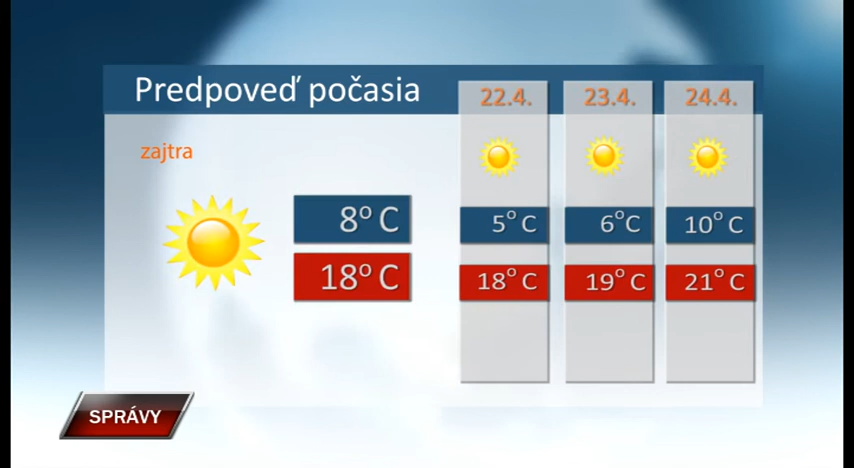 Predpoveď počasia
zajtra
8° C
18° C
22.4. 23.4. 24.4.
5° C 6°C 10° C
18° C 19° C 21° C
SPRÁVY